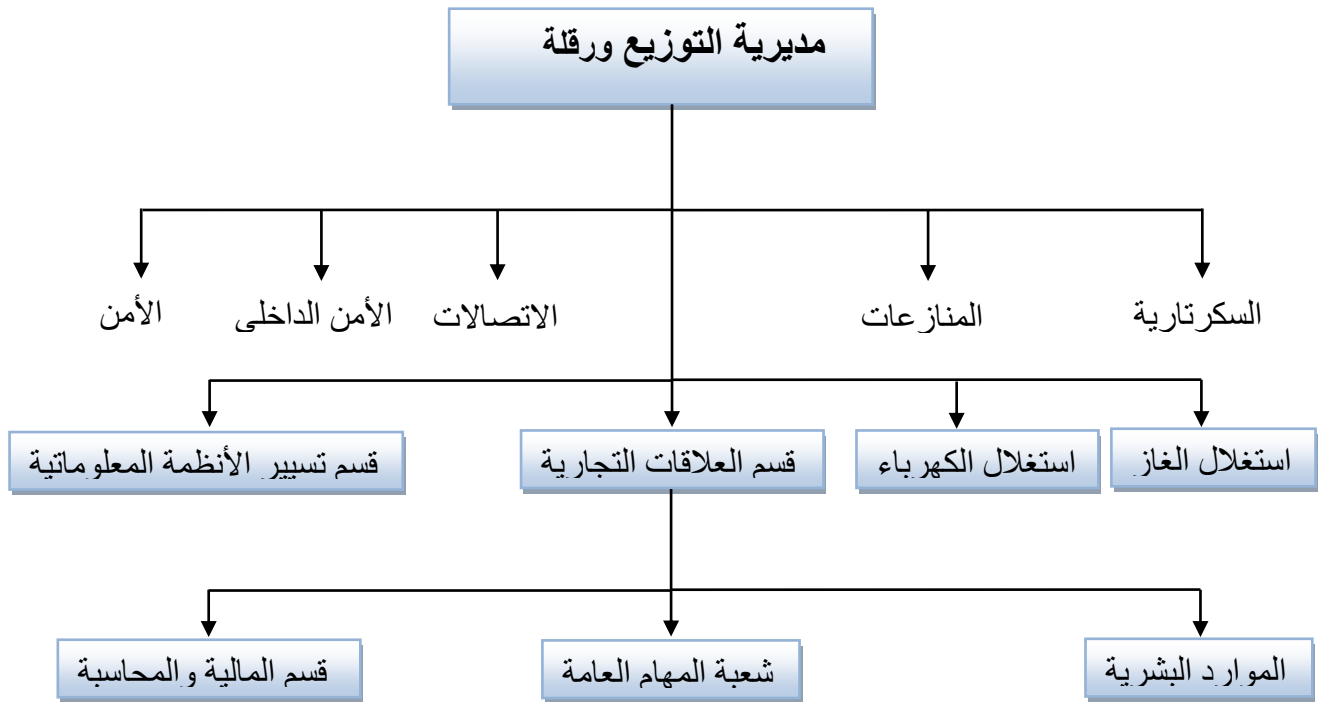 مديرية التوزيع ورقلة
السكرتارية
المنازعات
الاتصالات
الأمن الداخلي
الأمن
استغلال الغاز
استغلال الكهرباء
قسم العلاقات التجارية
قسم تسيير الأنظمة المعلوماتية
الموارد البشرية
شعبة المهام العامة
قسم المالية والمحاسبة